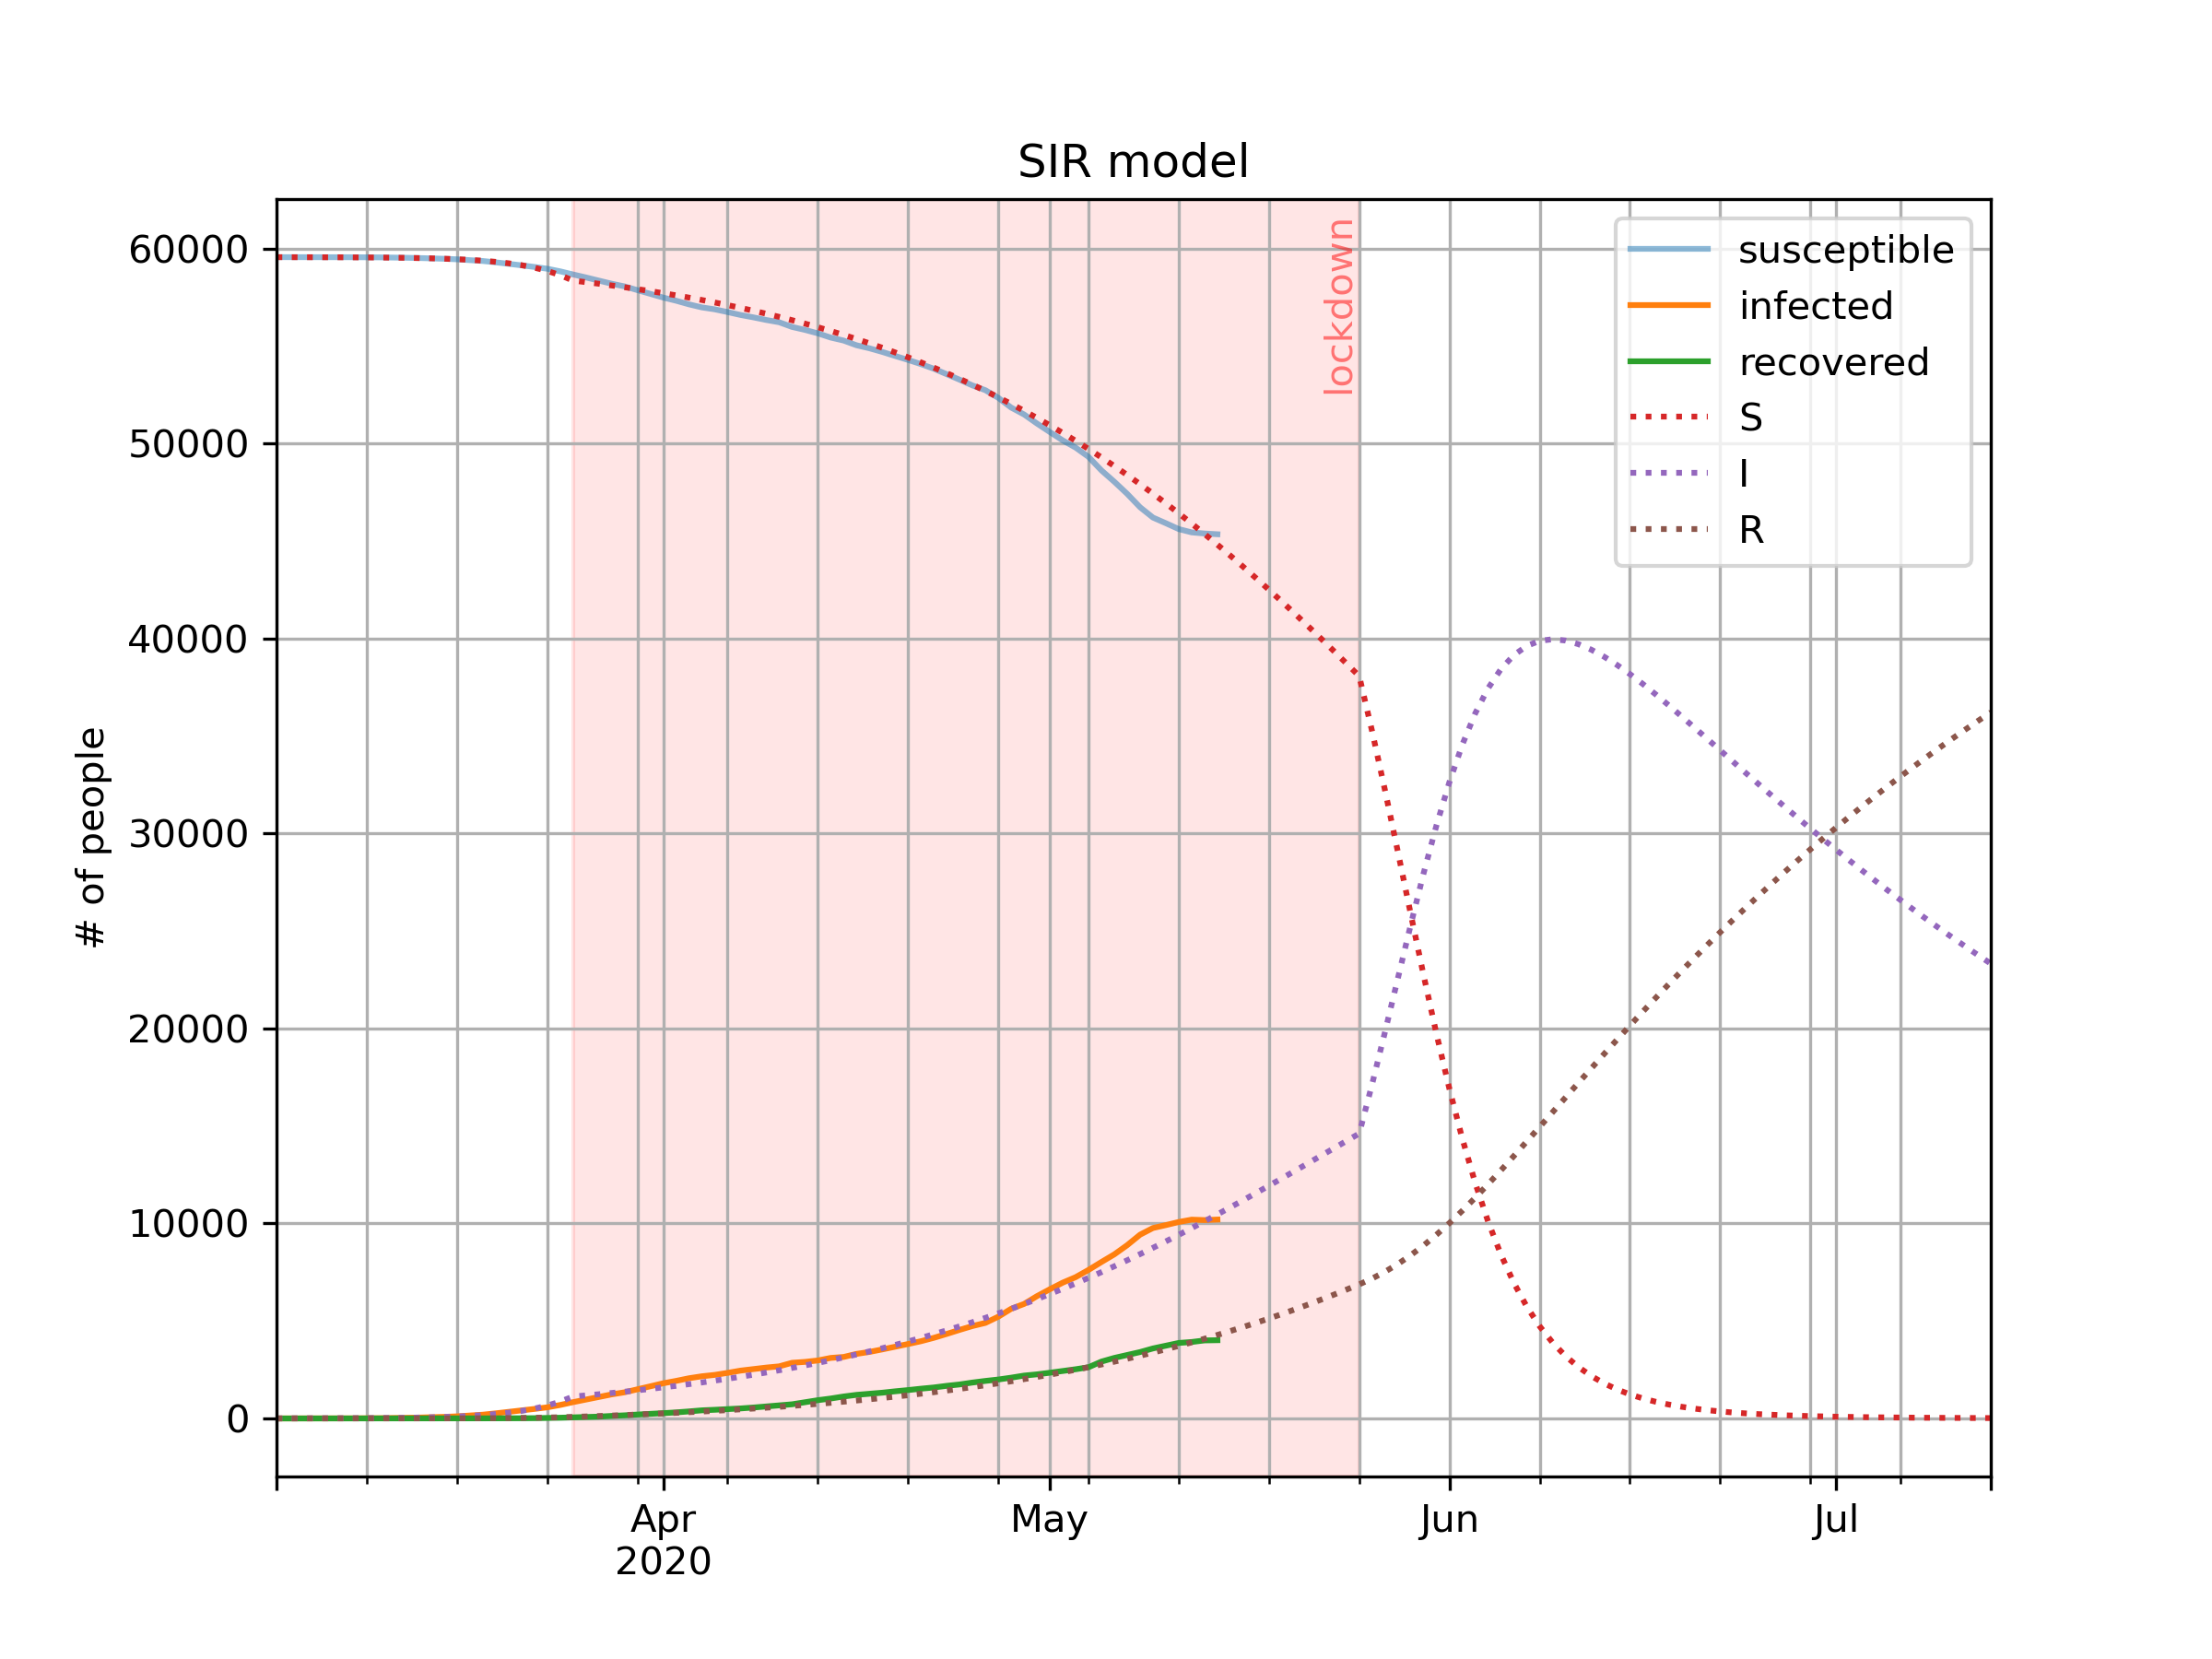 SIR model
60000
50000
40000
30000
20000
10000
0
# of people
lockdown
susceptible
infected
recovered
S
I
R
Apr
2020
May
Jun
Jul